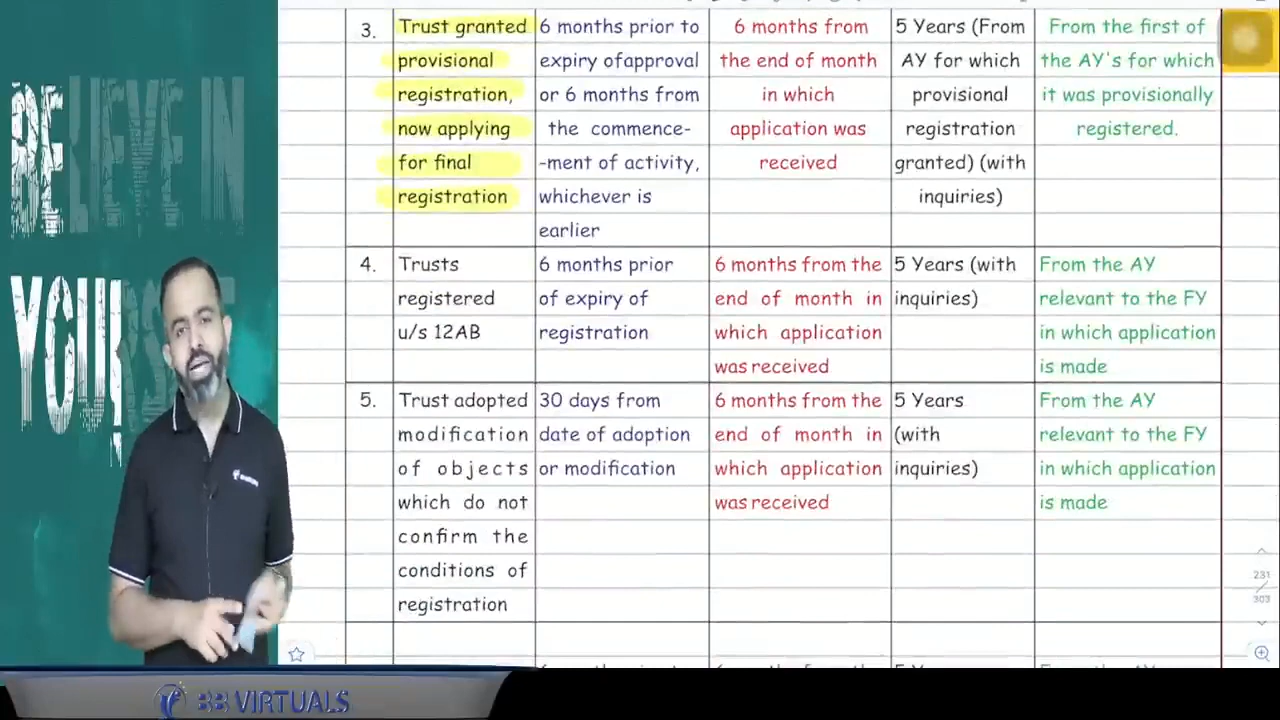 BELIEVE IN
YOURS
3.
Trust granted
provisional
registration,
now applying
for final
registration
6 months prior to
expiry ofapproval
or 6 months from
the commence-
-ment of activity,
whichever is
earlier
6 months from
the end of month
in which
application was
received
5 Years (From
AY for which
provisional
registration
granted) (with
inquiries)
From the first of
the AY's for which
it was provisionally
registered.
4.
Trusts
registered
u/s 12AB
6 months prior
of expiry of
registration
6 months from the
end of month in
which application
was received
5 Years (with
inquiries)
From the AY
relevant to the FY
in which application
is made
5.
Trust adopted
modification
of objects
which do not
confirm the
conditions of
registration
30 days from
date of adoption
or modification
6 months from the
end of month in
which application
was received
5 Years
(with
inquiries)
From the AY
relevant to the FY
in which application
is made
231
303
BB VIRTUALS